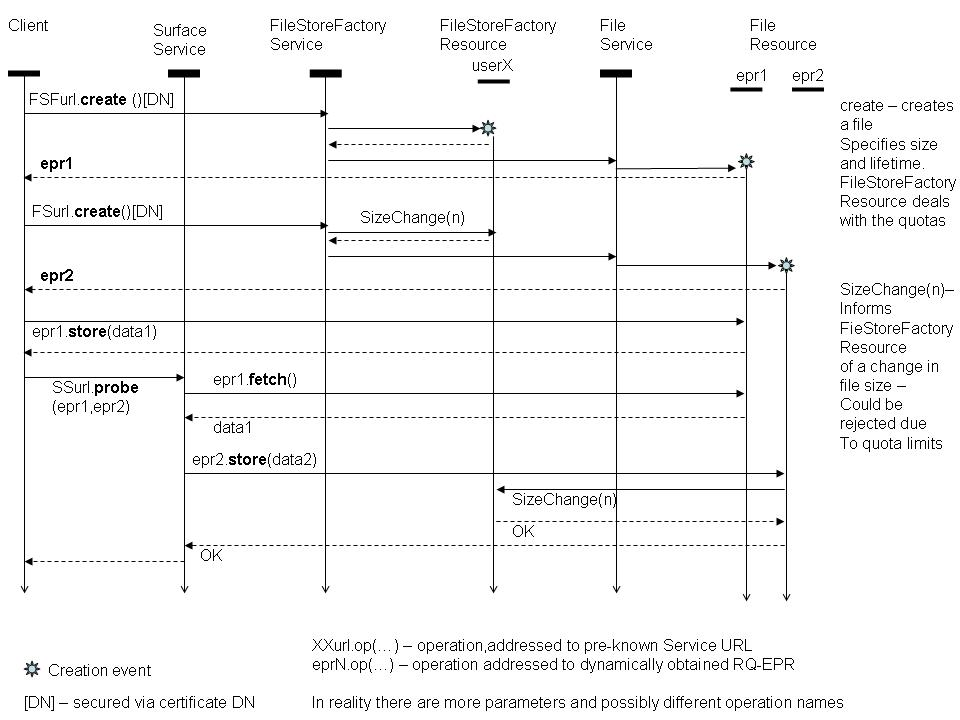 Client
Surface
Service
FileStoreFactory
Service
FileStoreFactory
Resource
userX
File
Service
File
Resource
epr1
epr2
FSFurl.create ()[DN]
epr1
FSurl.create()[DN]
SizeChange(n)
epr2
epr1.store(data1)
SSurl.probe
(epr1,epr2)
epr1.fetch()
data1
epr2.store(data2)
SizeChange(n)
OK
OK
create – creates
a file
Specifies size
and lifetime.
FileStoreFactory
Resource deals
with the quotas
SizeChange(n)–
Informs
FieStoreFactory
Resource
of a change in
file size –
Could be
rejected due
To quota limits
XXurl.op(…) – operation,addressed to pre-known Service URL
eprN.op(…) – operation addressed to dynamically obtained RQ-EPR
Creation event
[DN] – secured via certificate DN
In reality there are more parameters and possibly different operation names